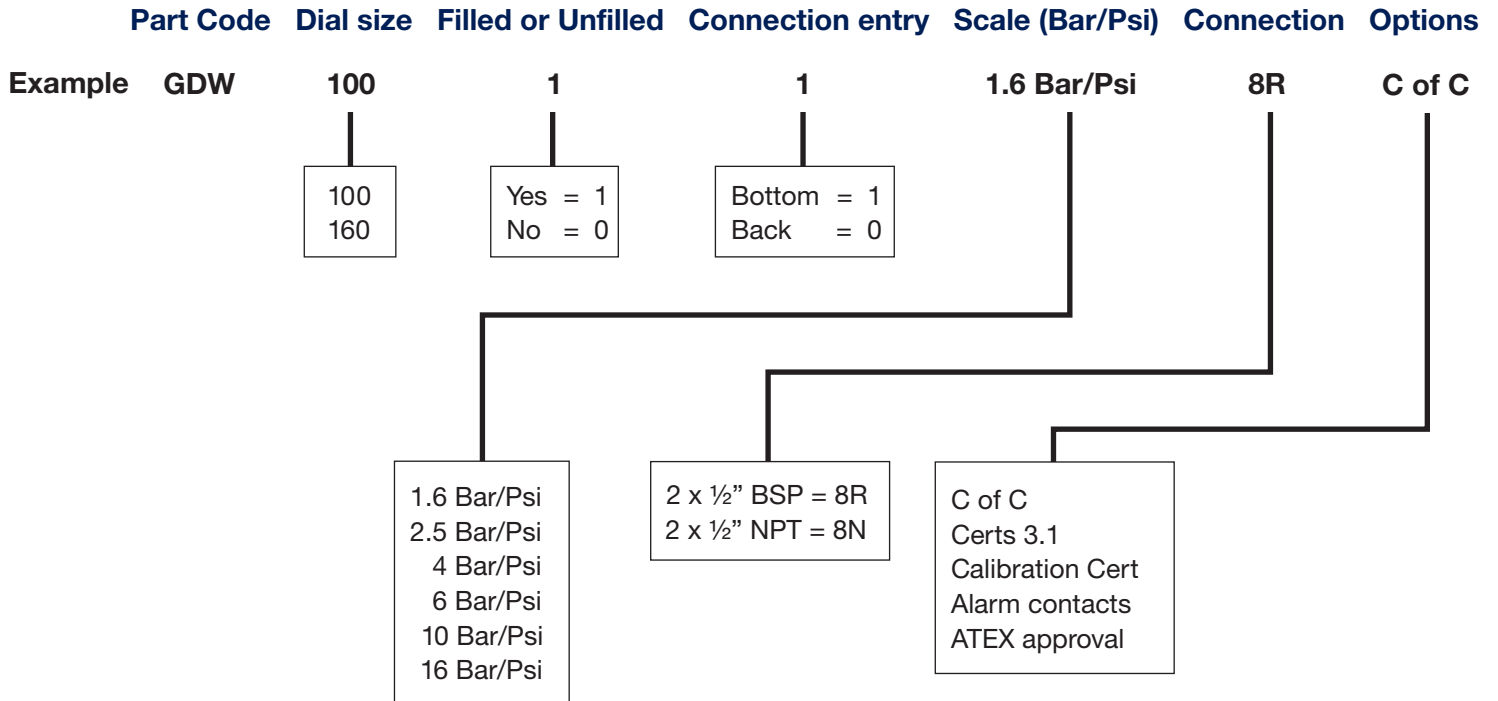 Part Code Dial size Filled or Unfilled Connection entry Scale (Bar/Psi) Connection Options
Example GDW 100 1 1 1.6 Bar/Psi 8R C of C
100
160
Yes = 1
No = 0
Bottom = 1
Back = 0
1.6 Bar/Psi
2.5 Bar/Psi
4 Bar/Psi
6 Bar/Psi
10 Bar/Psi
16 Bar/Psi
2 x ½” BSP = 8R
2 x ½” NPT = 8N
C of C
Certs 3.1
Calibration Cert
Alarm contacts
ATEX approval